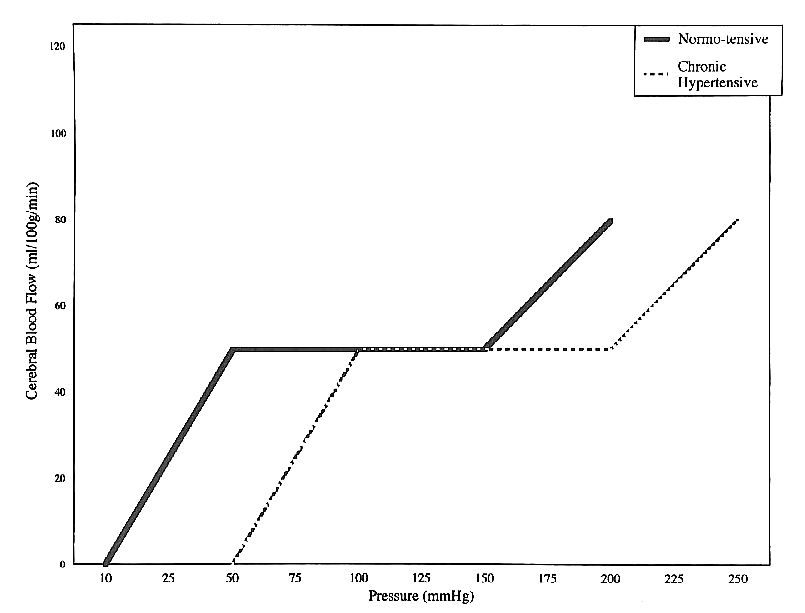 Normo-tensive
Chronic
Hypertensive
120
100
80
60
40
20
0
Cerebral Blood Flow (ml/100g/min)
10 25 50 75 100 125 150 175 200 225 250
Pressure (mmHg)